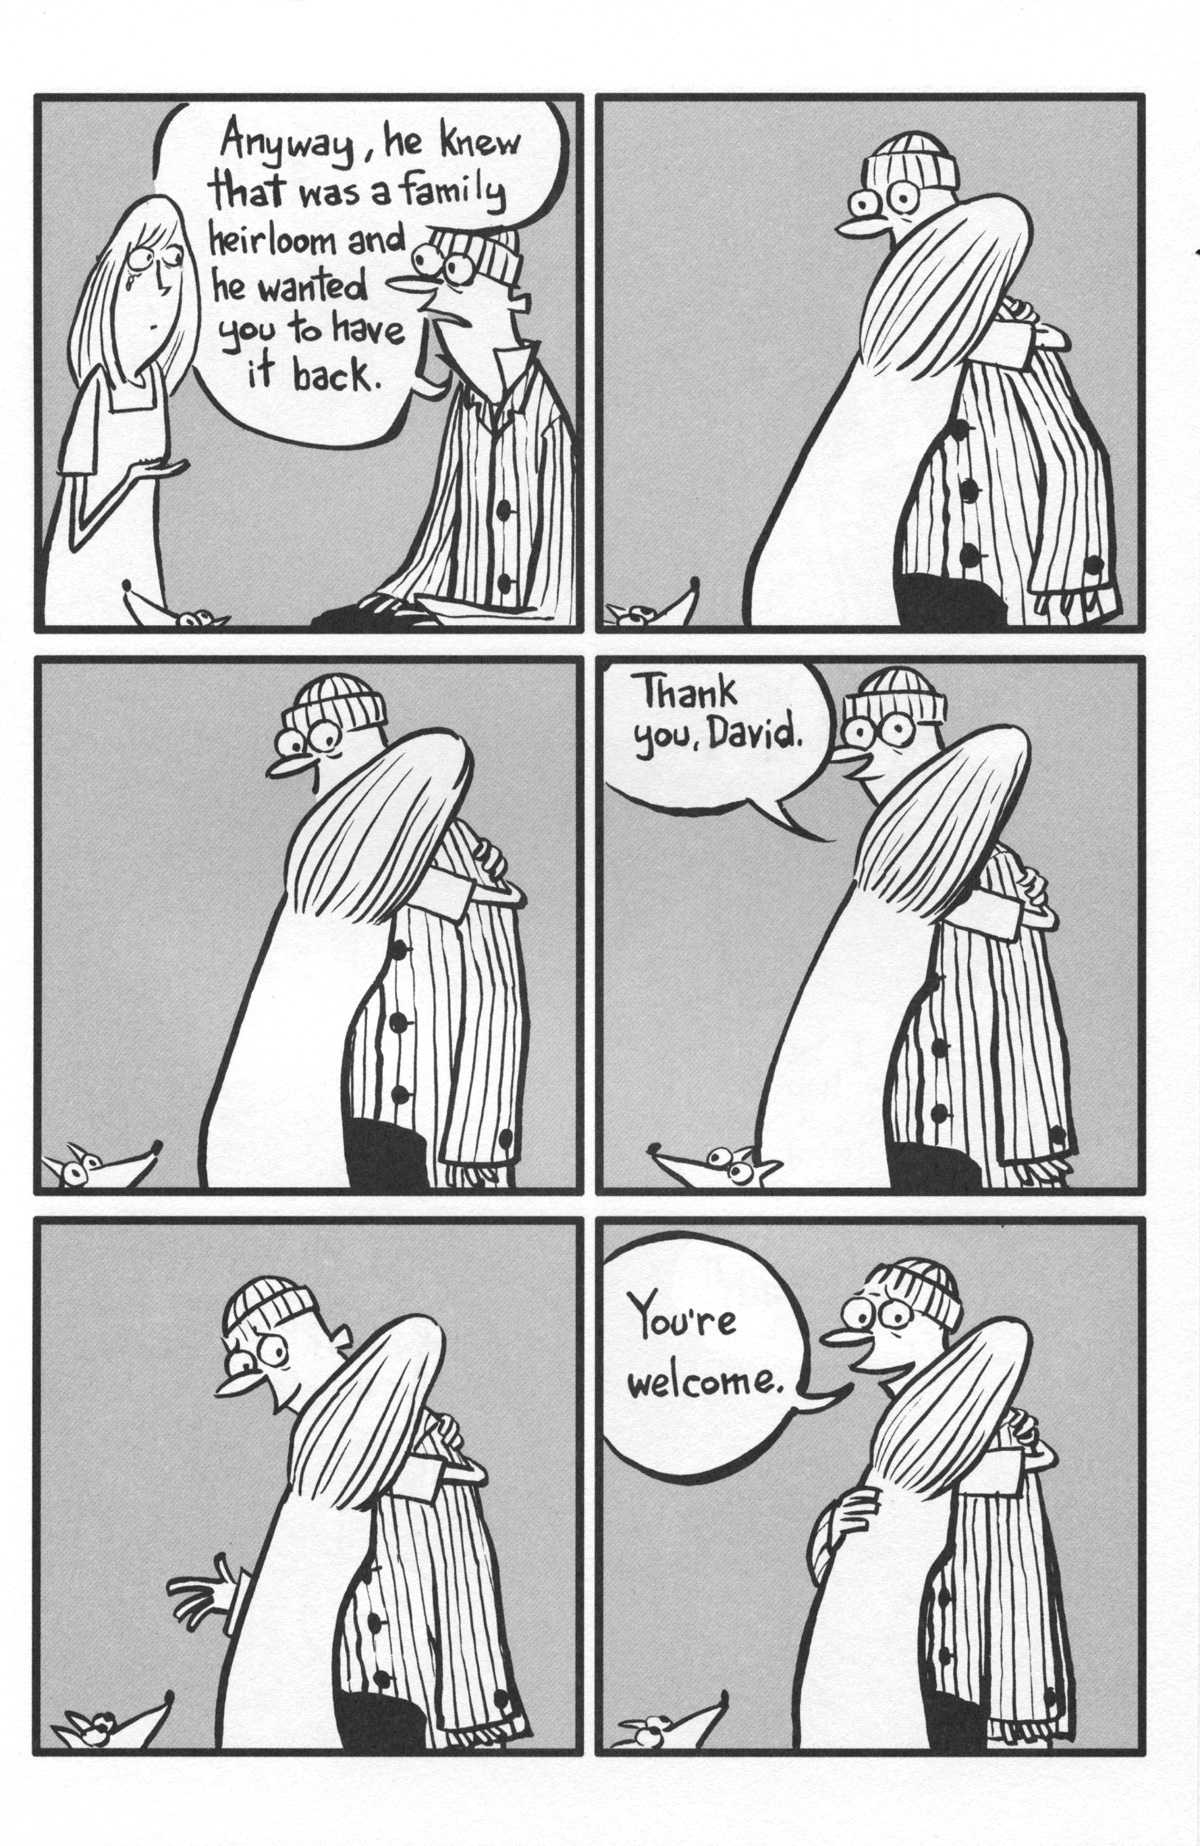 Anyway, he knew
that was a family
heirloom and
he wanted
you to have
it back.
Thank
you, David.
You're
welcome.